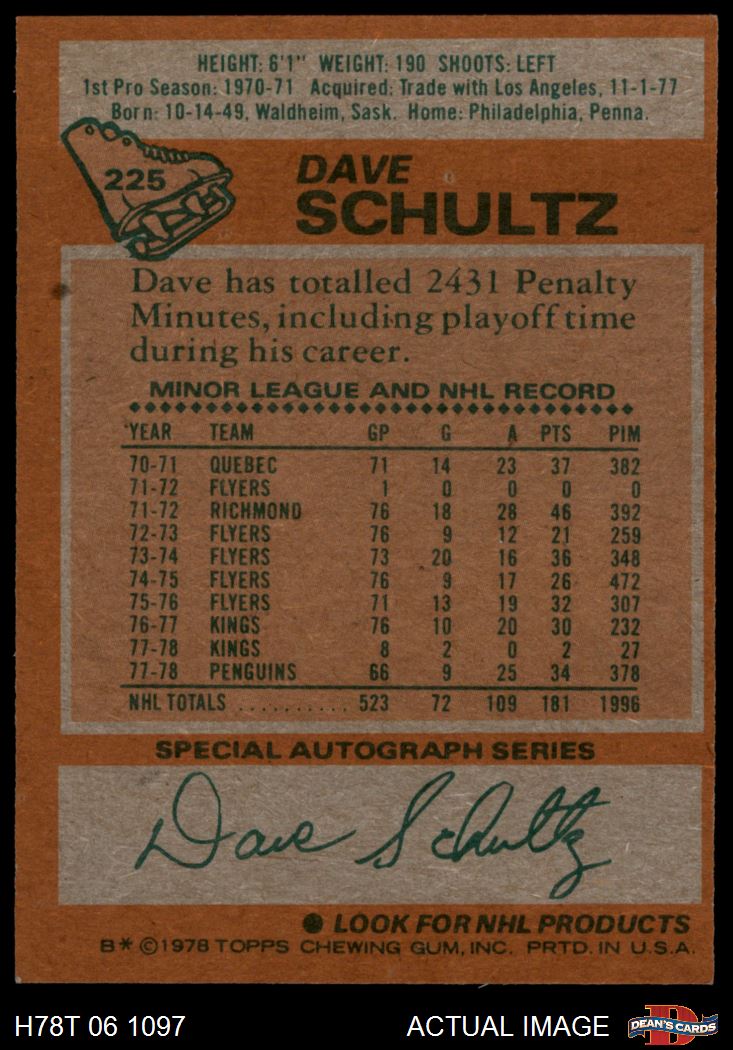 HEIGHT: 6'1" WEIGHT: 190 SHOOTS: LEFT
1st Pro Season: 1970-71 Acquired: Trade with Los Angeles, 11-1-77
Born: 10-14-49, Waldheim, Sask. Home: Philadelphia, Penna.
225
DAVE
SCHULTZ
Dave has totalled 2431 Penalty
Minutes, including playoff time
during his career.
MINOR LEAGUE AND NHL RECORD
YEAR TEAM GP G A PTS PIM
70-71 QUEBEC 71 14 23 37 382
71-72 FLYERS 1 0 0 0 0
71-72 RICHMOND 76 18 28 46 392
72-73 FLYERS 76 9 12 21 259
73-74 FLYERS 73 20 16 36 348
74-75 FLYERS 76 9 17 26 472
75-76 FLYERS 71 13 19 32 307
76-77 KINGS 76 10 20 30 232
77-78 KINGS 8 2 0 2 27
77-78 PENGUINS 66 9 25 34 378
NHL TOTALS .......... 523 72 109 181 1996
SPECIAL AUTOGRAPH SERIES
Dave Schultz
● LOOK FOR NHL PRODUCTS
B* ©1978 TOPPS CHEWING GUM, INC. PRTD. IN U.S.A.
H78T 06 1097 ACTUAL IMAGE D DEAN'S CARDS